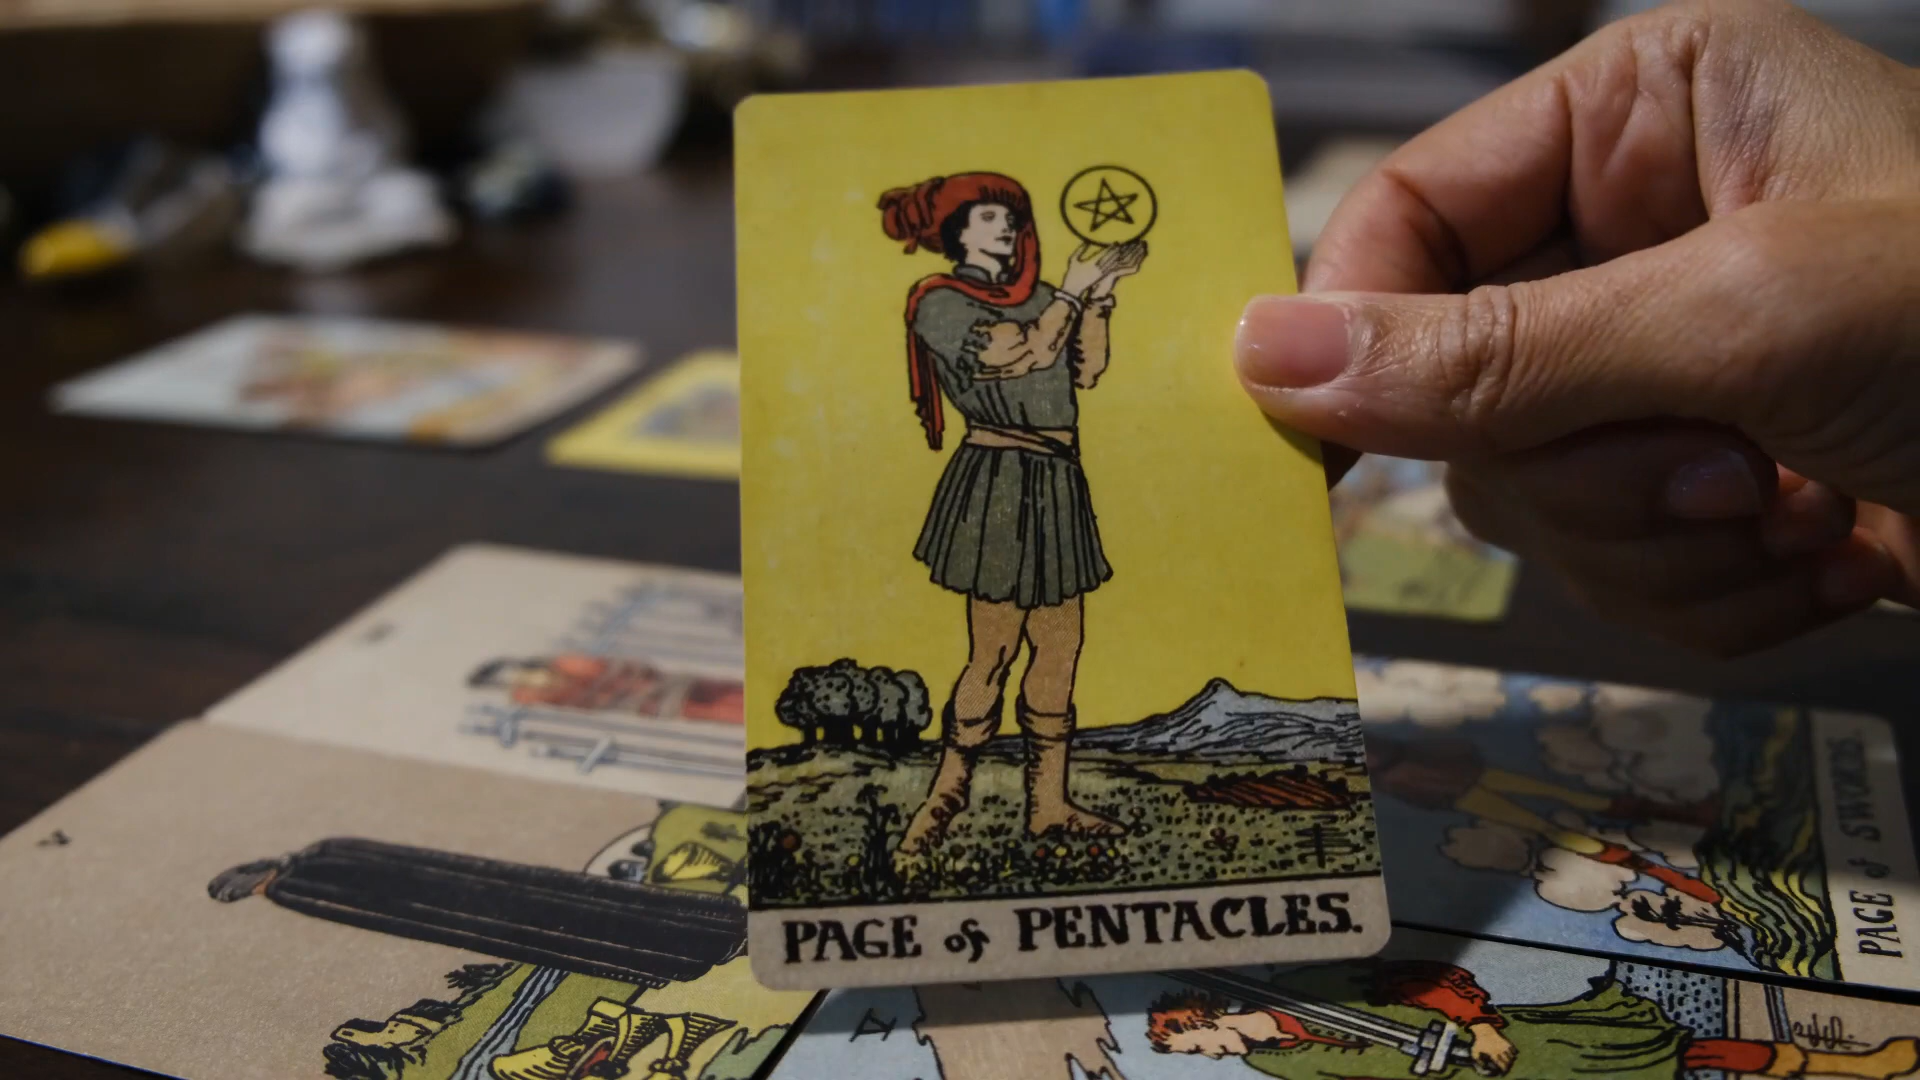 PAGE of PENTACLES.
PAGE of SWORDS.
V
V